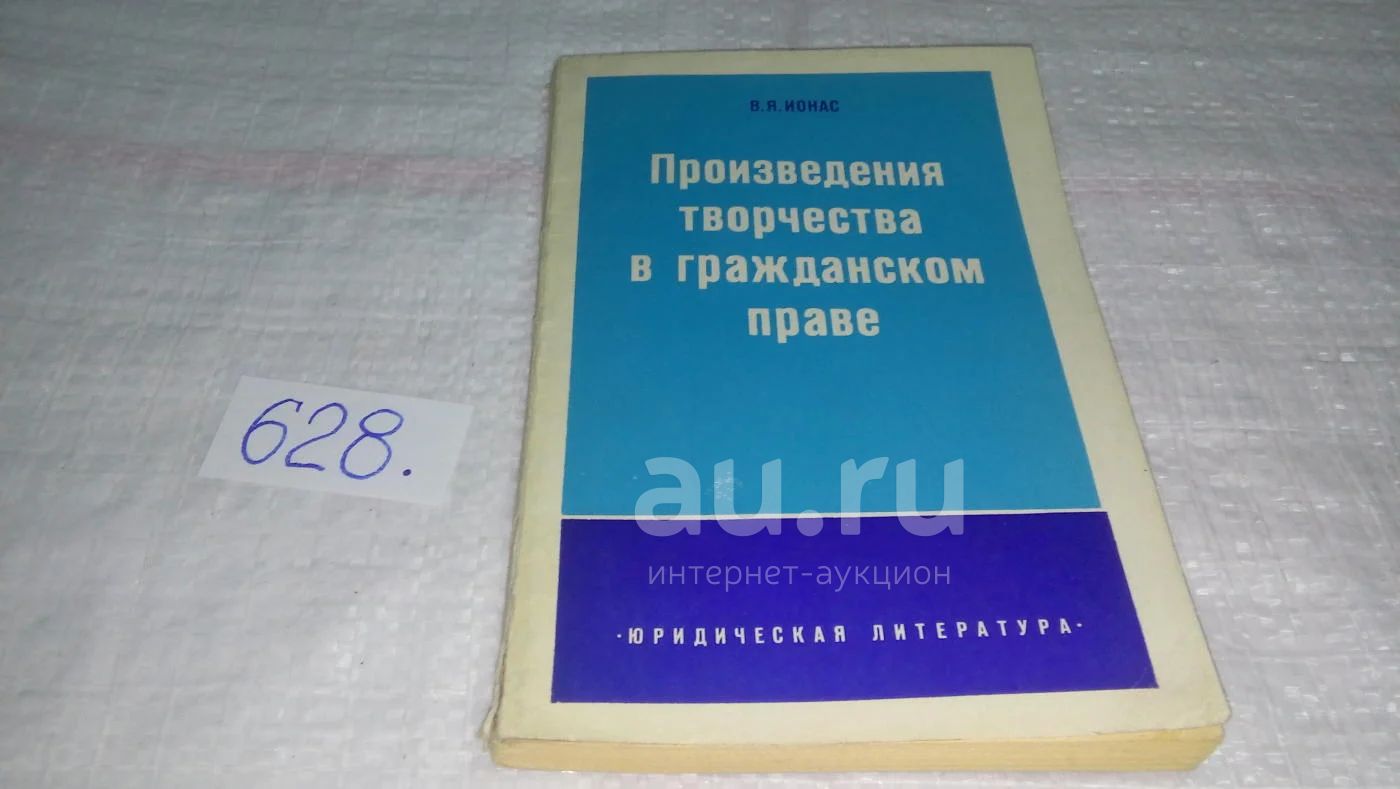 В.Я.ИОНАС
Произведения
творчества
в гражданском
праве
628.
au.ru
интернет-аукцион
·ЮРИДИЧЕСКАЯ ЛИТЕРАТУРА·